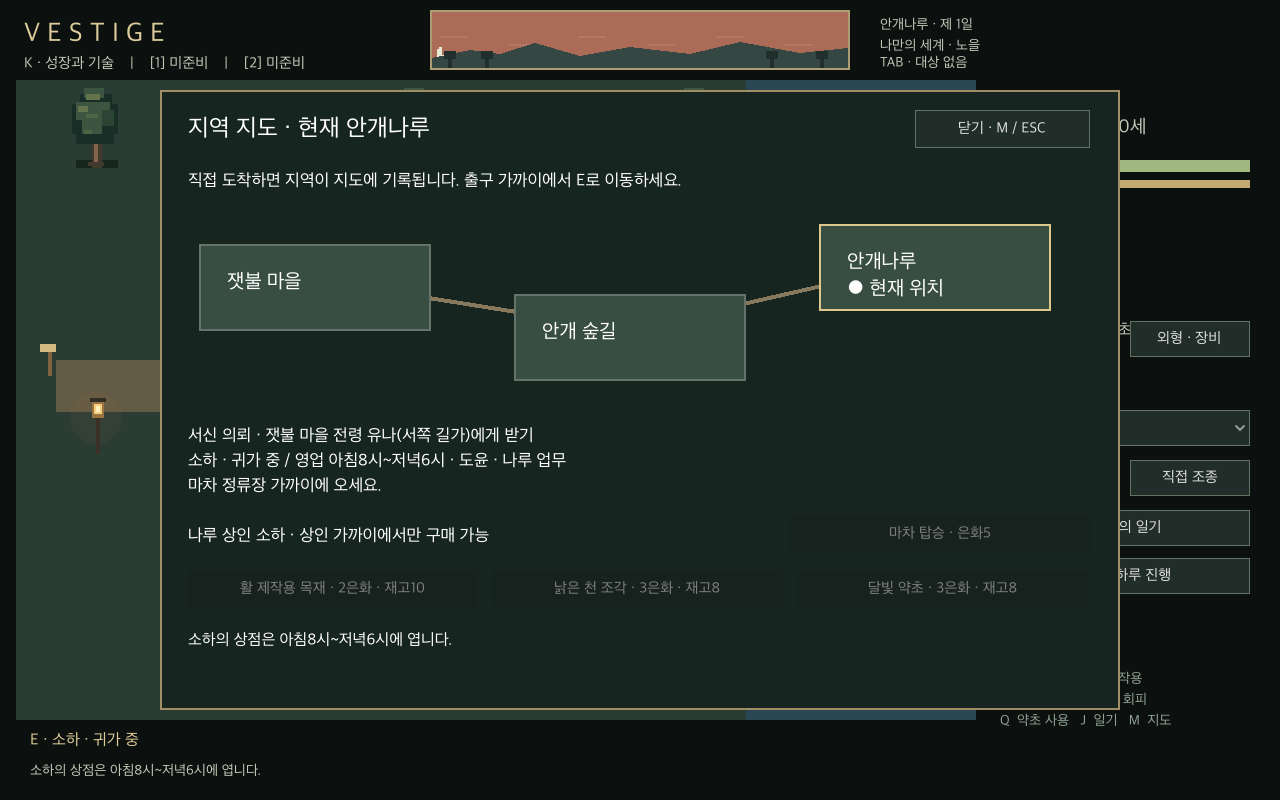 VESTIGE
K · 성장과 기술 | [1] 미준비 | [2] 미준비
안개나루 · 제 1일
나만의 세계 · 노을
TAB · 대상 없음
지역 지도 · 현재 안개나루
닫기 · M / ESC
0세
직접 도착하면 지역이 지도에 기록됩니다. 출구 가까이에서 E로 이동하세요.
잿불 마을
안개 숲길
안개나루
● 현재 위치
초
외형 · 장비
서신 의뢰 · 잿불 마을 전령 유나(서쪽 길가)에게 받기
소하 · 귀가 중 / 영업 아침8시~저녁6시 · 도윤 · 나루 업무
마차 정류장 가까이에 오세요.
직접 조종
나루 상인 소하 · 상인 가까이에서만 구매 가능
마차 탑승 · 은화5
의 일기
활 제작용 목재 · 2은화 · 재고10
낡은 천 조각 · 3은화 · 재고8
달빛 약초 · 3은화 · 재고8
하루 진행
소하의 상점은 아침8시~저녁6시에 엽니다.
작용
회피
Q 약초 사용 J 일기 M 지도
E · 소하 · 귀가 중
소하의 상점은 아침8시~저녁6시에 엽니다.